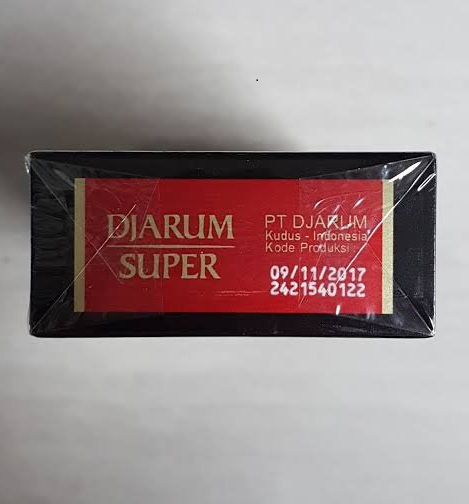 DJARUM
SUPER
PT DJARUM
Kudus - Indonesia
Kode Produksi
09/11/2017
2421540122